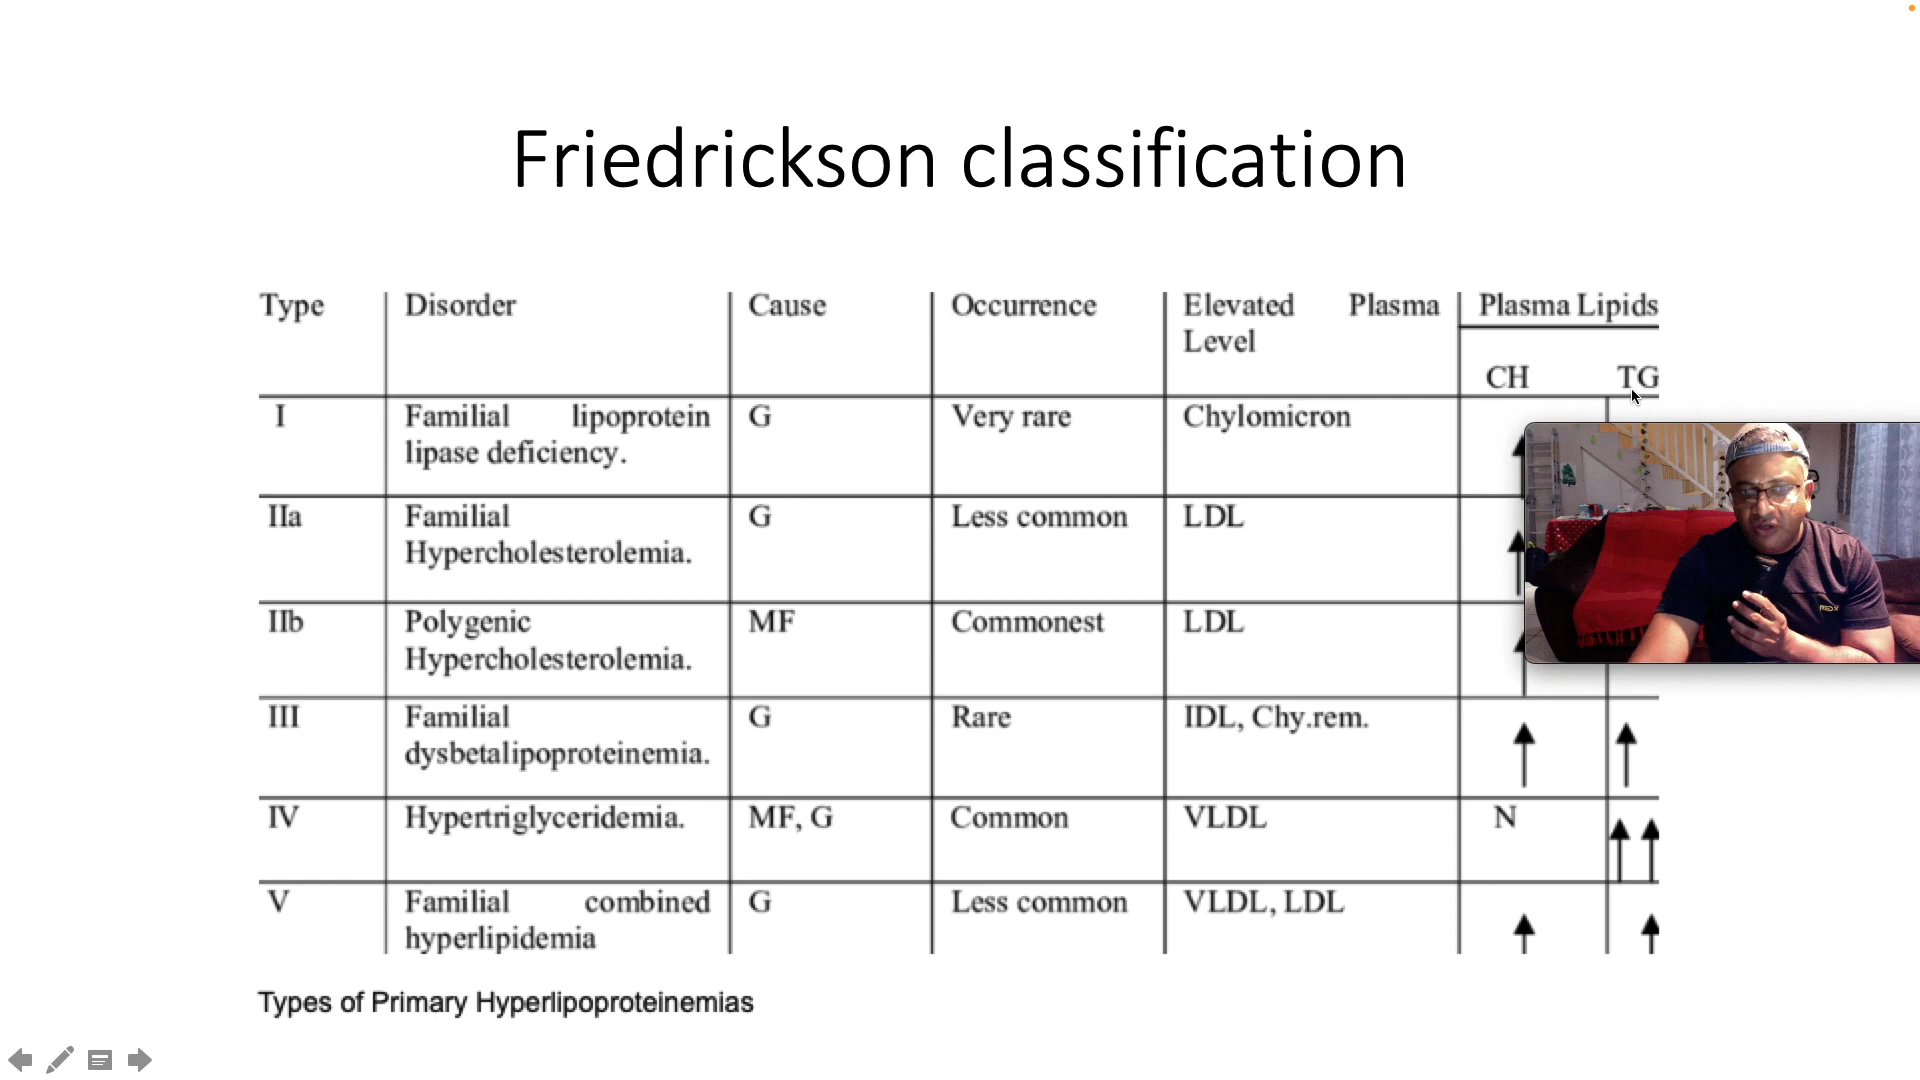 Friedrickson classification
Type Disorder Cause Occurrence Elevated Plasma Level Plasma Lipids
CH TG
I Familial lipoprotein lipase deficiency. G Very rare Chylomicron
IIa Familial Hypercholesterolemia. G Less common LDL
IIb Polygenic Hypercholesterolemia. MF Commonest LDL
III Familial dysbetalipoproteinemia. G Rare IDL, Chy.rem.
IV Hypertriglyceridemia. MF, G Common VLDL N
V Familial combined hyperlipidemia G Less common VLDL, LDL
Types of Primary Hyperlipoproteinemias